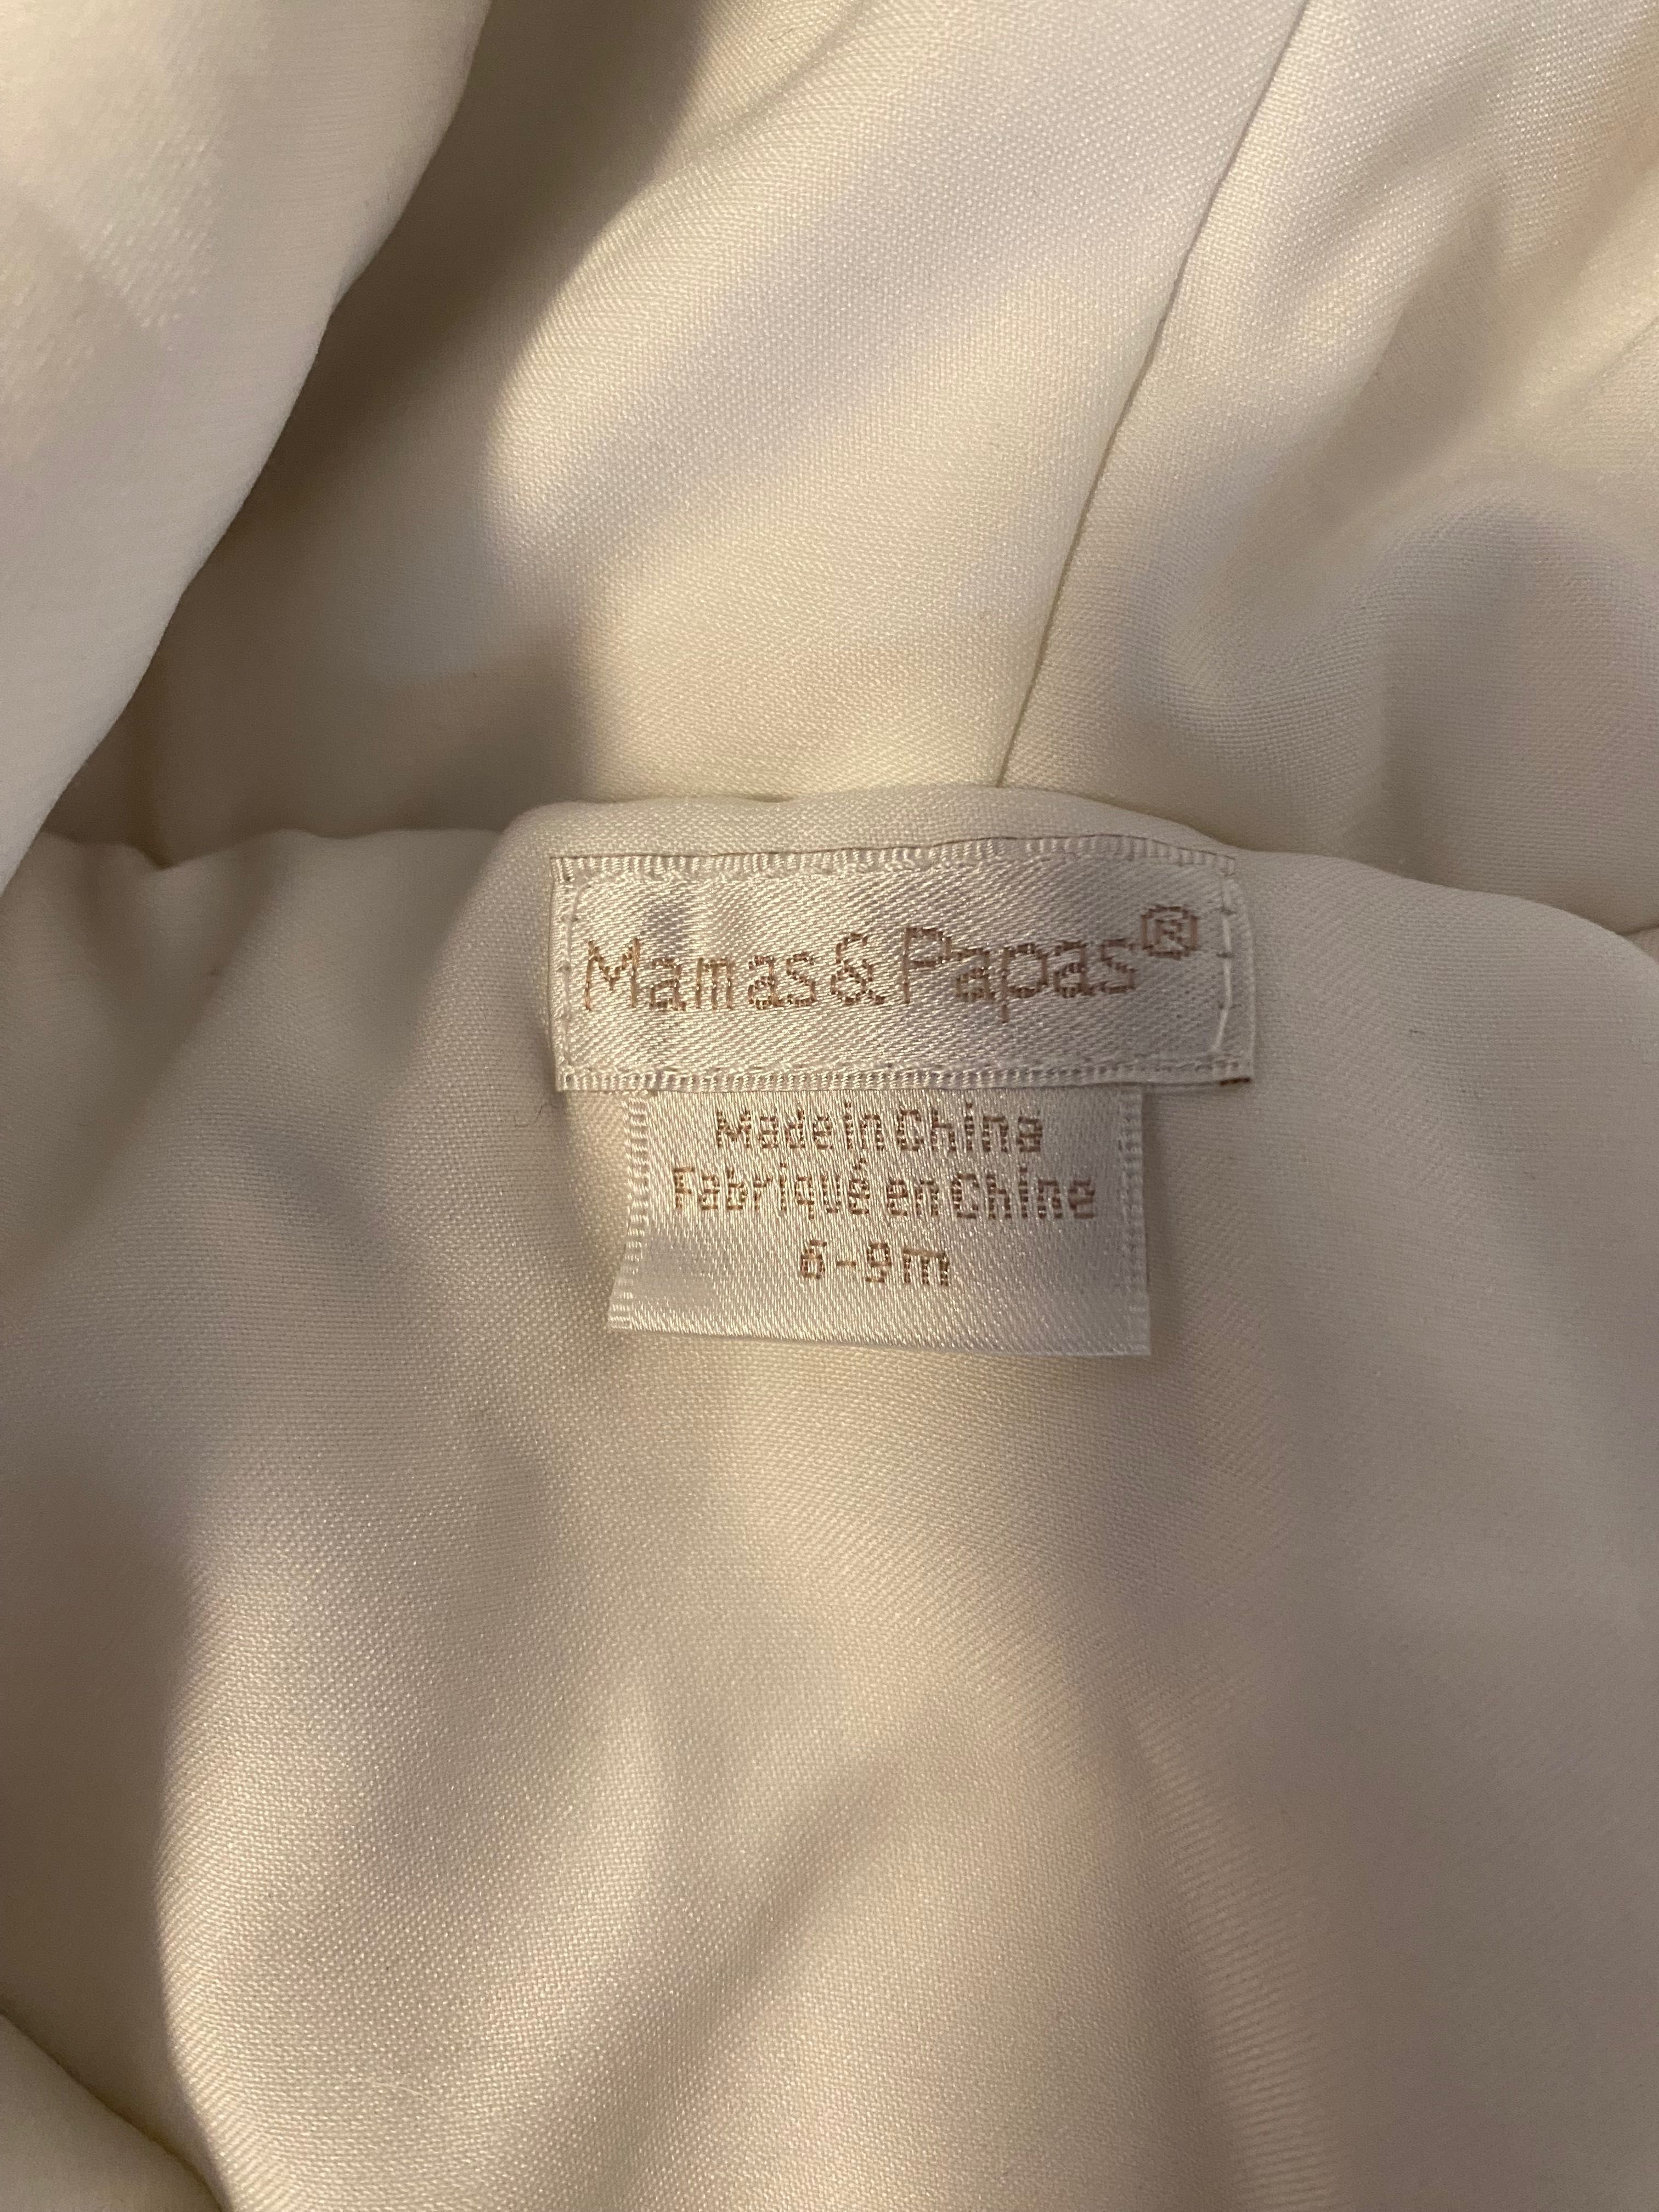 Mamas & Papas®
Made in China
Fabriqué en Chine
6-9m